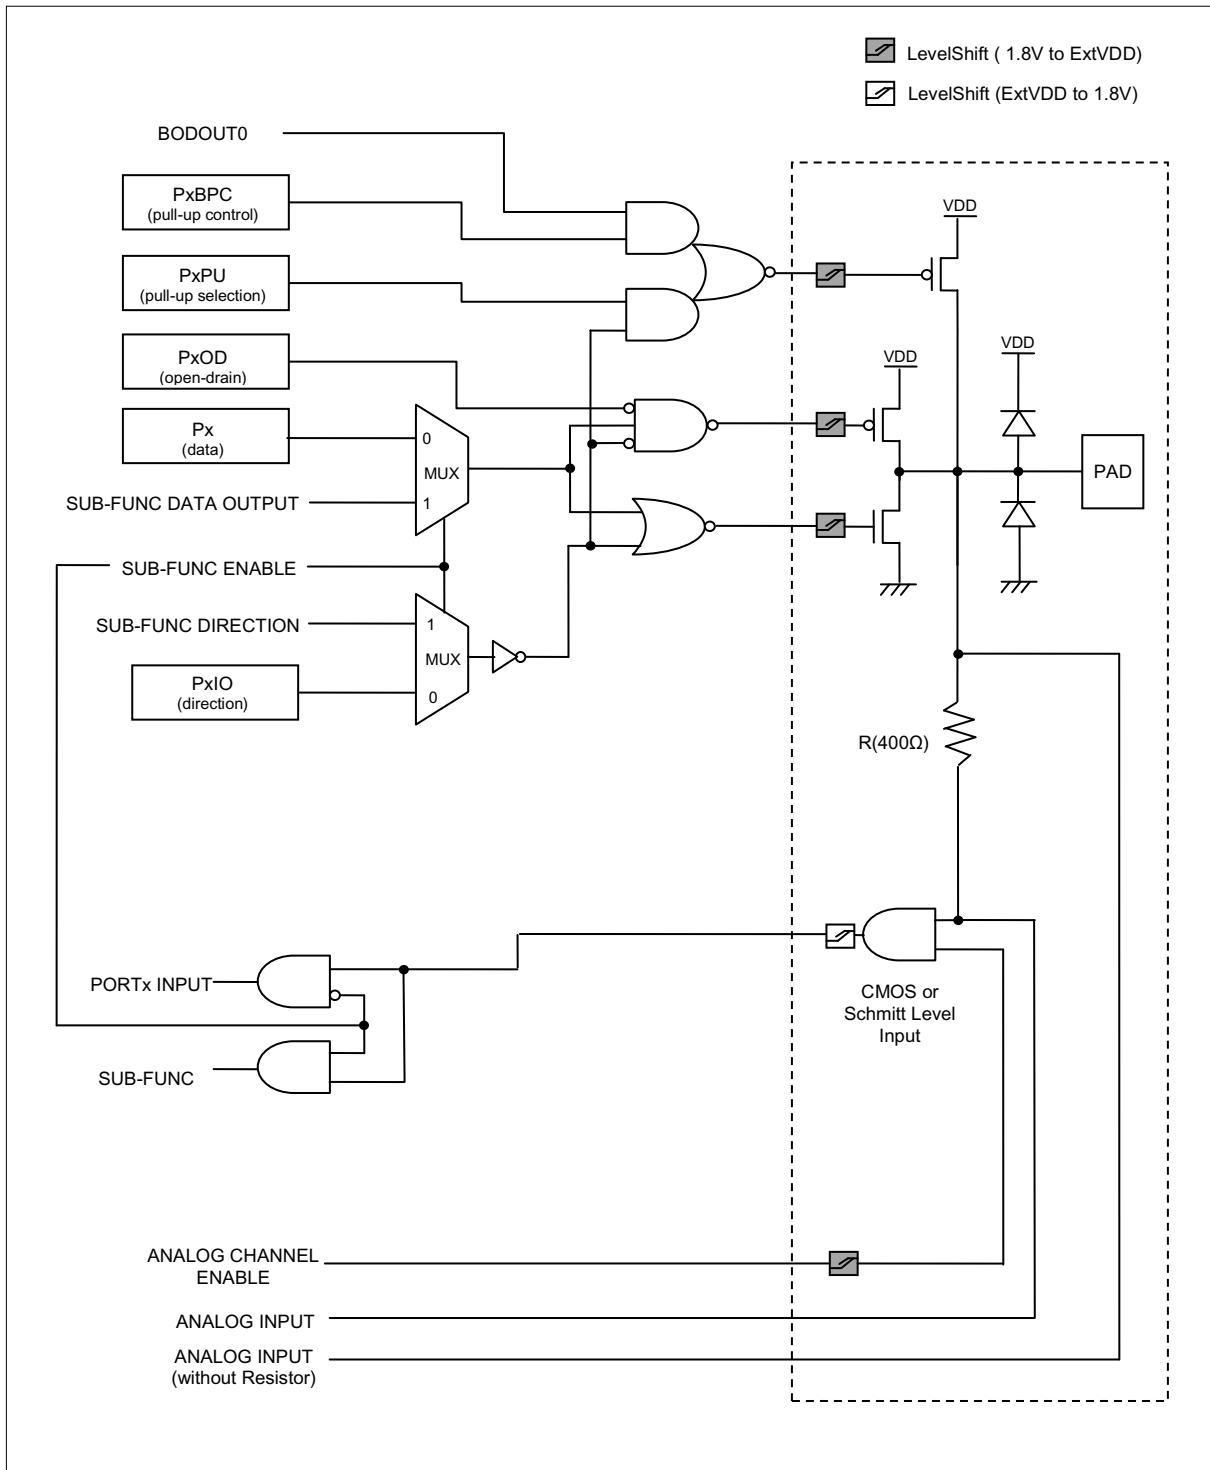 LevelShift ( 1.8V to ExtVDD)
LevelShift (ExtVDD to 1.8V)
BODOUT0
PxBPC
(pull-up control)
VDD
PxPU
(pull-up selection)
PxOD
(open-drain)
VDD
VDD
Px
(data)
0
MUX
1
PAD
SUB-FUNC DATA OUTPUT
SUB-FUNC ENABLE
SUB-FUNC DIRECTION
1
MUX
0
PxIO
(direction)
R(400Ω)
PORTx INPUT
CMOS or
Schmitt Level
Input
SUB-FUNC
ANALOG CHANNEL
ENABLE
ANALOG INPUT
ANALOG INPUT
(without Resistor)